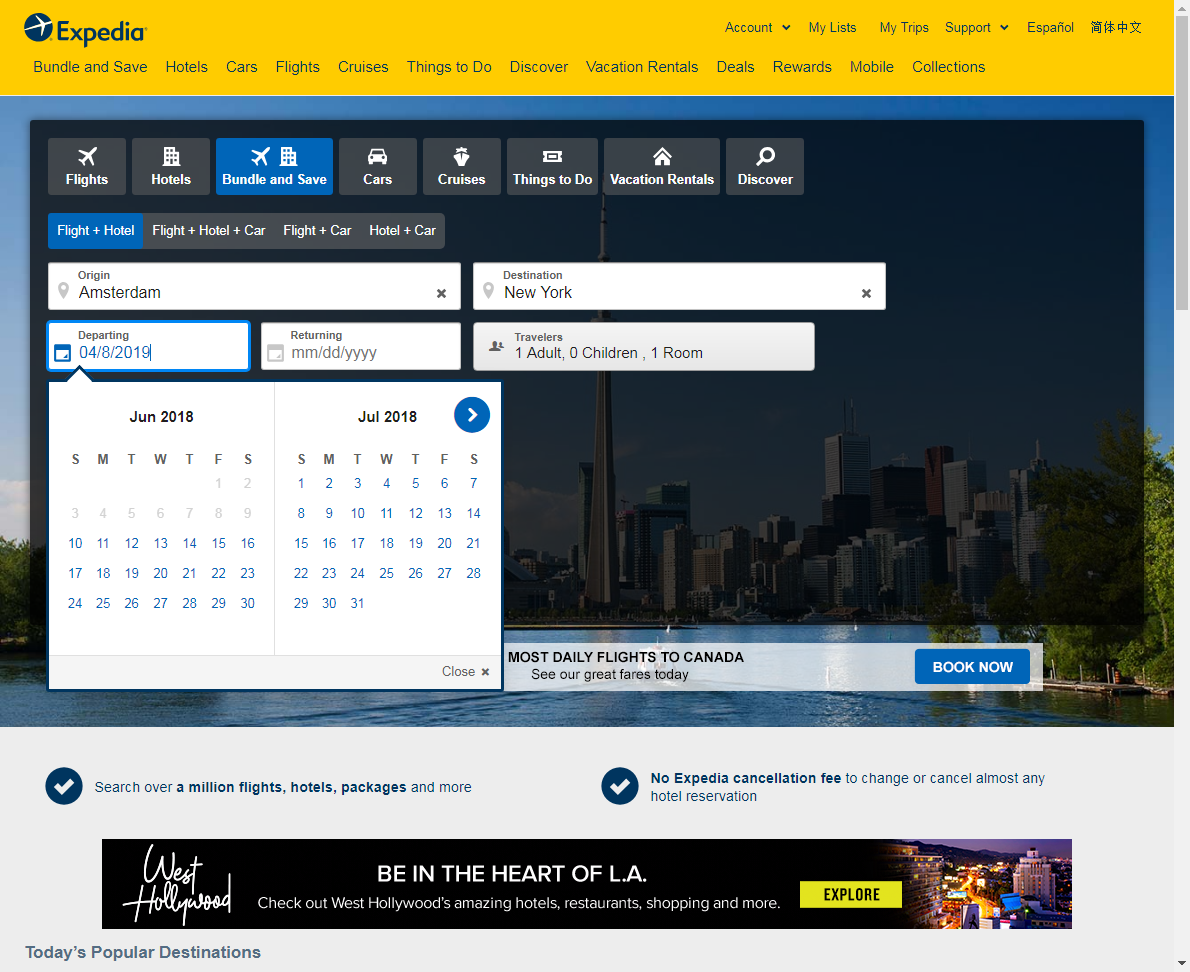 Expedia
Account My Lists My Trips Support Español 简体中文
Bundle and Save Hotels Cars Flights Cruises Things to Do Discover Vacation Rentals Deals Rewards Mobile Collections
Flights Hotels Bundle and Save Cars Cruises Things to Do Vacation Rentals Discover
Flight + Hotel Flight + Hotel + Car Flight + Car Hotel + Car
Origin
Amsterdam
Destination
New York
Departing
04/8/2019
Returning
mm/dd/yyyy
Travelers
1 Adult, 0 Children , 1 Room
Jun 2018
S M T W T F S
1 2
3 4 5 6 7 8 9
10 11 12 13 14 15 16
17 18 19 20 21 22 23
24 25 26 27 28 29 30
Jul 2018
S M T W T F S
1 2 3 4 5 6 7
8 9 10 11 12 13 14
15 16 17 18 19 20 21
22 23 24 25 26 27 28
29 30 31
Close
MOST DAILY FLIGHTS TO CANADA
See our great fares today
BOOK NOW
Search over a million flights, hotels, packages and more
No Expedia cancellation fee to change or cancel almost any
hotel reservation
West
Hollywood
BE IN THE HEART OF L.A.
Check out West Hollywood's amazing hotels, restaurants, shopping and more.
EXPLORE
Today's Popular Destinations